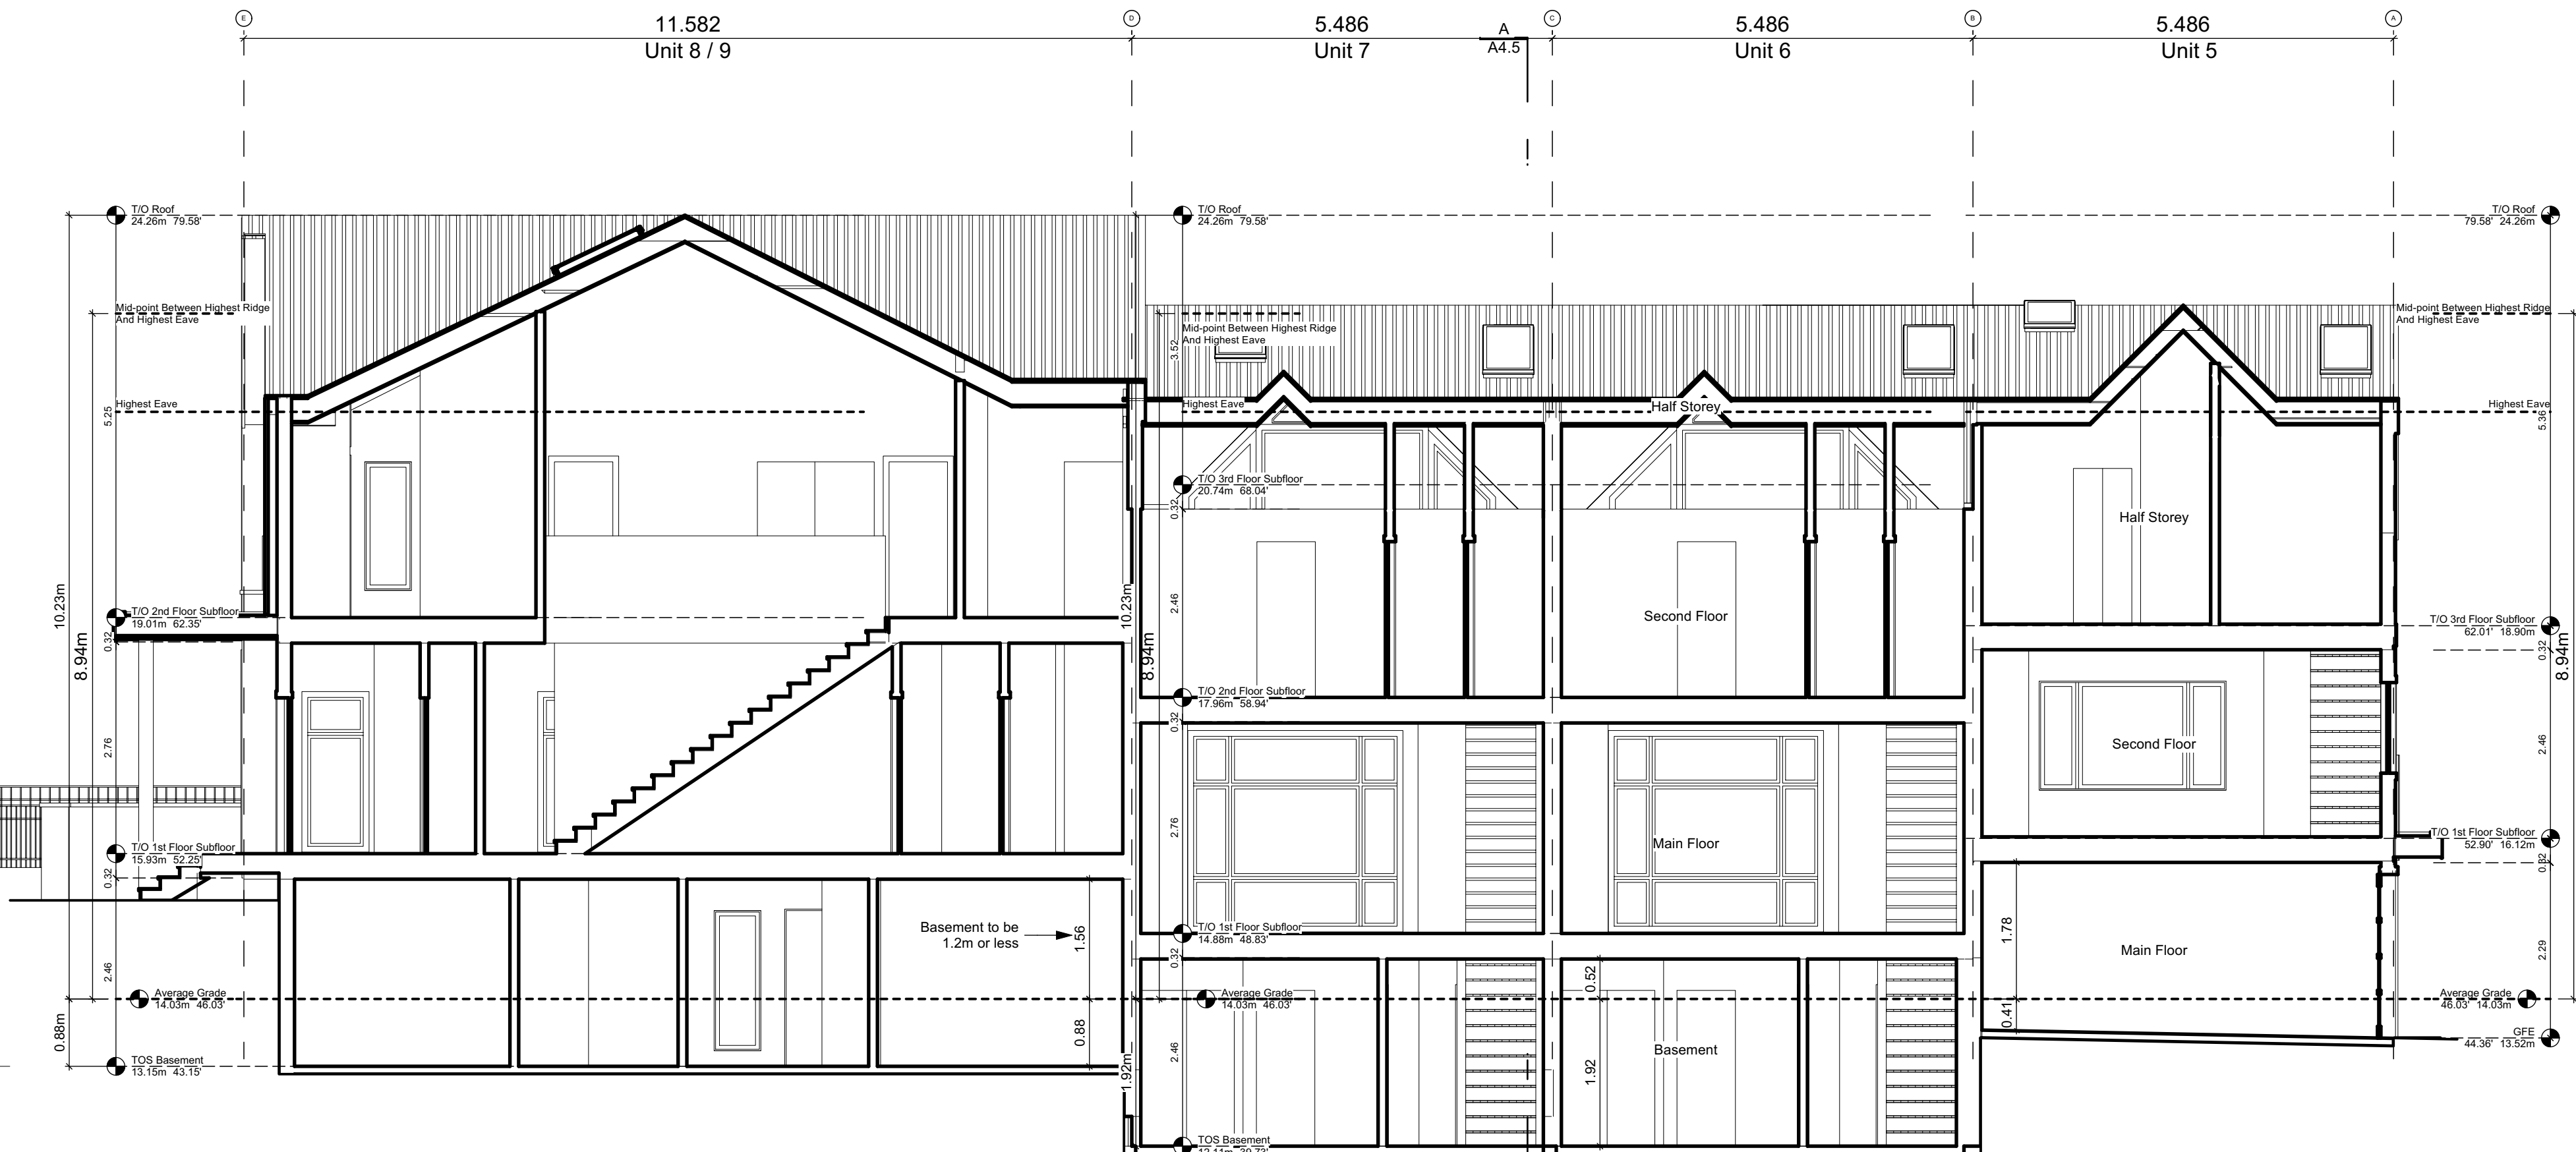 E
11.582
Unit 8 / 9
D
5.486
Unit 7
A
A4.5
C
5.486
Unit 6
B
5.486
Unit 5
A
T/O Roof
24.26m 79.58'
Mid-point Between Highest Ridge
And Highest Eave
Highest Eave
5.25
10.23m
8.94m
T/O 2nd Floor Subfloor
19.01m 62.35'
0.32
2.76
T/O 1st Floor Subfloor
15.93m 52.25'
0.32
2.46
Average Grade
14.03m 46.03'
0.88m
TOS Basement
13.15m 43.15'
Basement to be
1.2m or less
1.56
0.88
10.23m
8.94m
1.92m
T/O Roof
24.26m 79.58'
Mid-point Between Highest Ridge
And Highest Eave
3.52
Highest Eave
T/O 3rd Floor Subfloor
20.74m 68.04'
0.32
2.46
T/O 2nd Floor Subfloor
17.96m 58.94'
0.32
2.76
T/O 1st Floor Subfloor
14.88m 48.83'
0.32
Average Grade
14.03m 46.03'
2.46
TOS Basement
12.11m 39.73'
Half Storey
Second Floor
Main Floor
0.52
Basement
1.92
Half Storey
Second Floor
1.78
Main Floor
0.41
T/O Roof
79.58' 24.26m
Mid-point Between Highest Ridge
And Highest Eave
Highest Eave
5.36
T/O 3rd Floor Subfloor
62.01' 18.90m
0.32
8.94m
2.46
T/O 1st Floor Subfloor
52.90' 16.12m
0.32
2.29
Average Grade
46.03' 14.03m
GFE
44.36' 13.52m